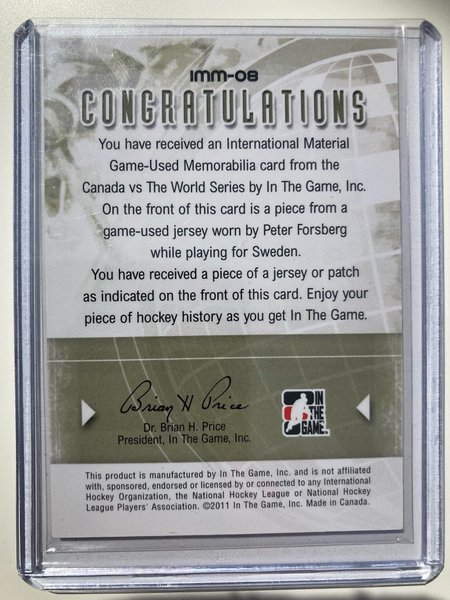 IMM-08
CONGRATULATIONS
You have received an International Material
Game-Used Memorabilia card from the
Canada vs The World Series by In The Game, Inc.
On the front of this card is a piece from a
game-used jersey worn by Peter Forsberg
while playing for Sweden.
You have received a piece of a jersey or patch
as indicated on the front of this card. Enjoy your
piece of hockey history as you get In The Game.
Brian H Price
Dr. Brian H. Price
President, In The Game, Inc.
IN
THE
GAME
This product is manufactured by In The Game, Inc. and is not affiliated
with, sponsored, endorsed or licensed by or connected to any International
Hockey Organization, the National Hockey League or National Hockey
League Players' Association. ©2011 In The Game, Inc. Made in Canada.